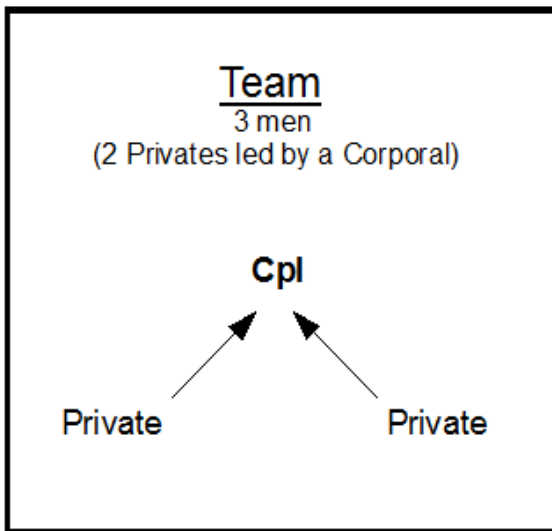 Team
3 men
(2 Privates led by a Corporal)
Cpl
Private Private